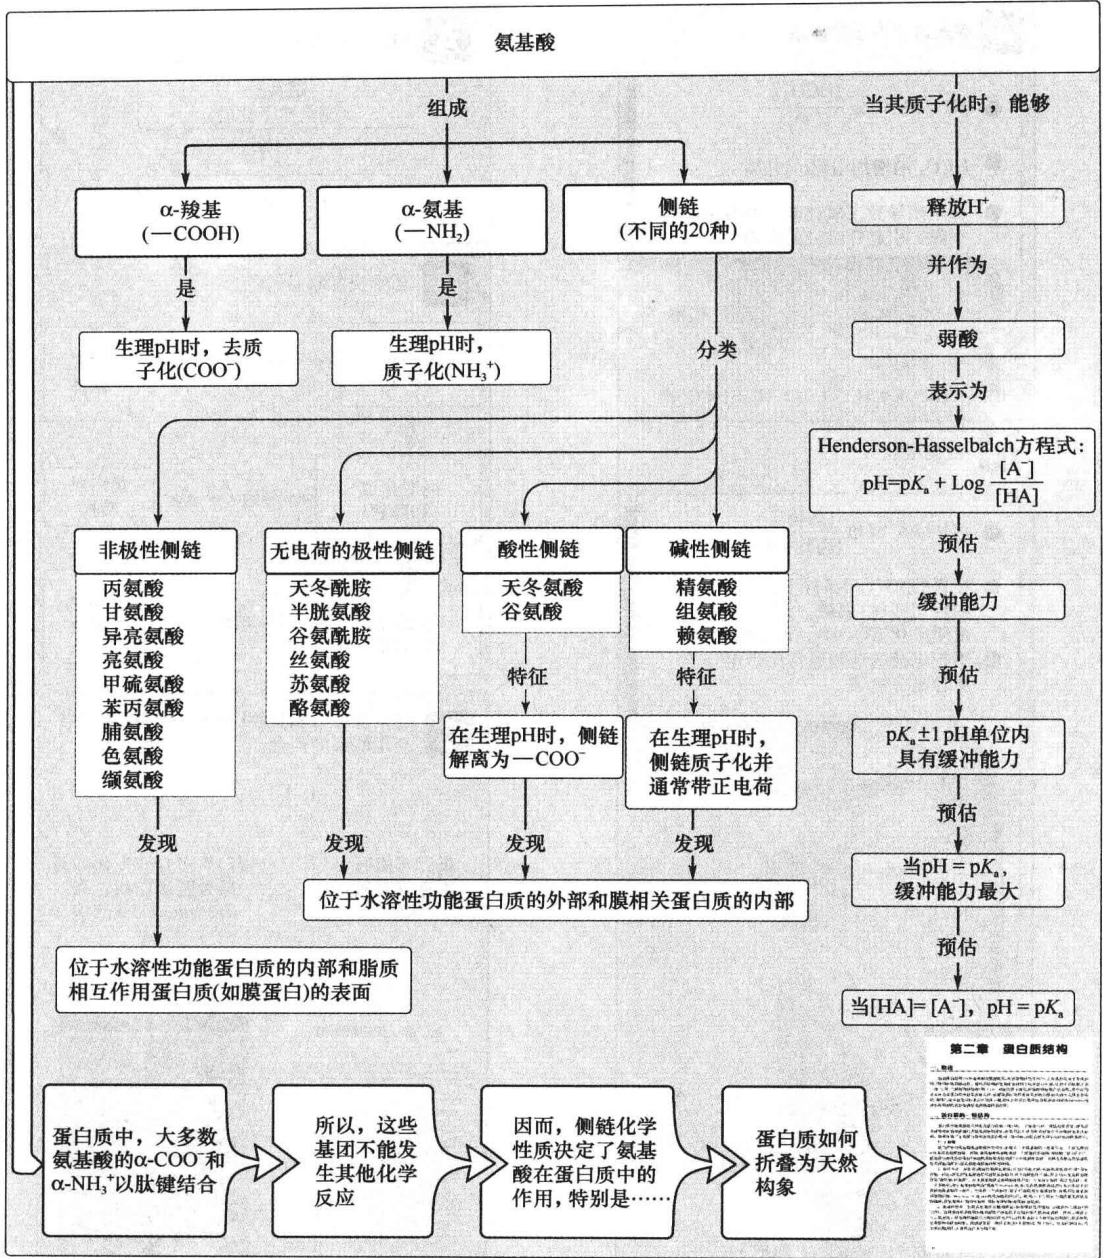 氨基酸
组成
当其质子化时，能够
α-羧基
(—COOH)
α-氨基
(—NH₂)
侧链
(不同的20种)
释放H⁺
是
是
并作为
生理pH时，去质
子化(COO⁻)
生理pH时，
质子化(NH₃⁺)
分类
弱酸
表示为
Henderson-Hasselbalch方程式：
pH=pKₐ + Log [A⁻]/[HA]
预估
非极性侧链
丙氨酸
甘氨酸
异亮氨酸
亮氨酸
甲硫氨酸
苯丙氨酸
脯氨酸
色氨酸
缬氨酸
无电荷的极性侧链
天冬酰胺
半胱氨酸
谷氨酰胺
丝氨酸
苏氨酸
酪氨酸
酸性侧链
天冬氨酸
谷氨酸
碱性侧链
精氨酸
组氨酸
赖氨酸
缓冲能力
特征
特征
预估
在生理pH时，侧链
解离为—COO⁻
在生理pH时，
侧链质子化并
通常带正电荷
pKₐ±1 pH单位内
具有缓冲能力
发现
发现
发现
发现
预估
位于水溶性功能蛋白质的外部和膜相关蛋白质的内部
当pH = pKₐ，
缓冲能力最大
位于水溶性功能蛋白质的内部和脂质
相互作用蛋白质(如膜蛋白)的表面
预估
当[HA]= [A⁻]，pH = pKₐ
蛋白质中，大多数
氨基酸的α-COO⁻和
α-NH₃⁺以肽键结合
所以，这些
基团不能发
生其他化学
反应
因而，侧链化学
性质决定了氨基
酸在蛋白质中的
作用，特别是……
蛋白质如何
折叠为天然
构象
第二章 蛋白质结构